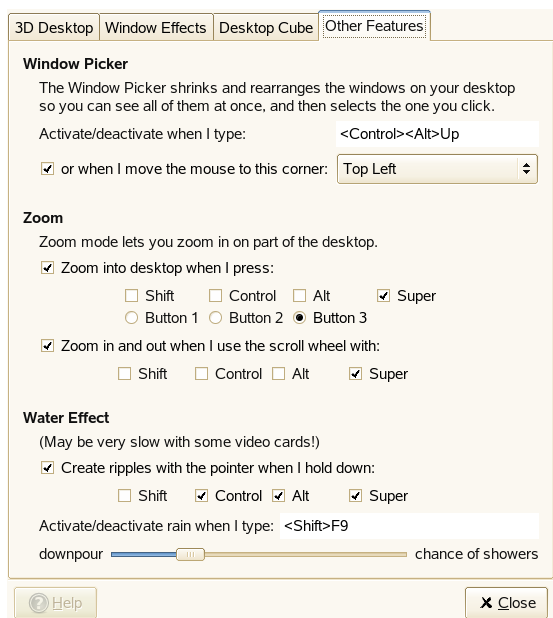 3D Desktop Window Effects Desktop Cube Other Features
Window Picker
The Window Picker shrinks and rearranges the windows on your desktop
so you can see all of them at once, and then selects the one you click.
Activate/deactivate when I type: <Control><Alt>Up
or when I move the mouse to this corner: Top Left
Zoom
Zoom mode lets you zoom in on part of the desktop.
Zoom into desktop when I press:
Shift Control Alt Super
Button 1 Button 2 Button 3
Zoom in and out when I use the scroll wheel with:
Shift Control Alt Super
Water Effect
(May be very slow with some video cards!)
Create ripples with the pointer when I hold down:
Shift Control Alt Super
Activate/deactivate rain when I type: <Shift>F9
downpour chance of showers
Help Close